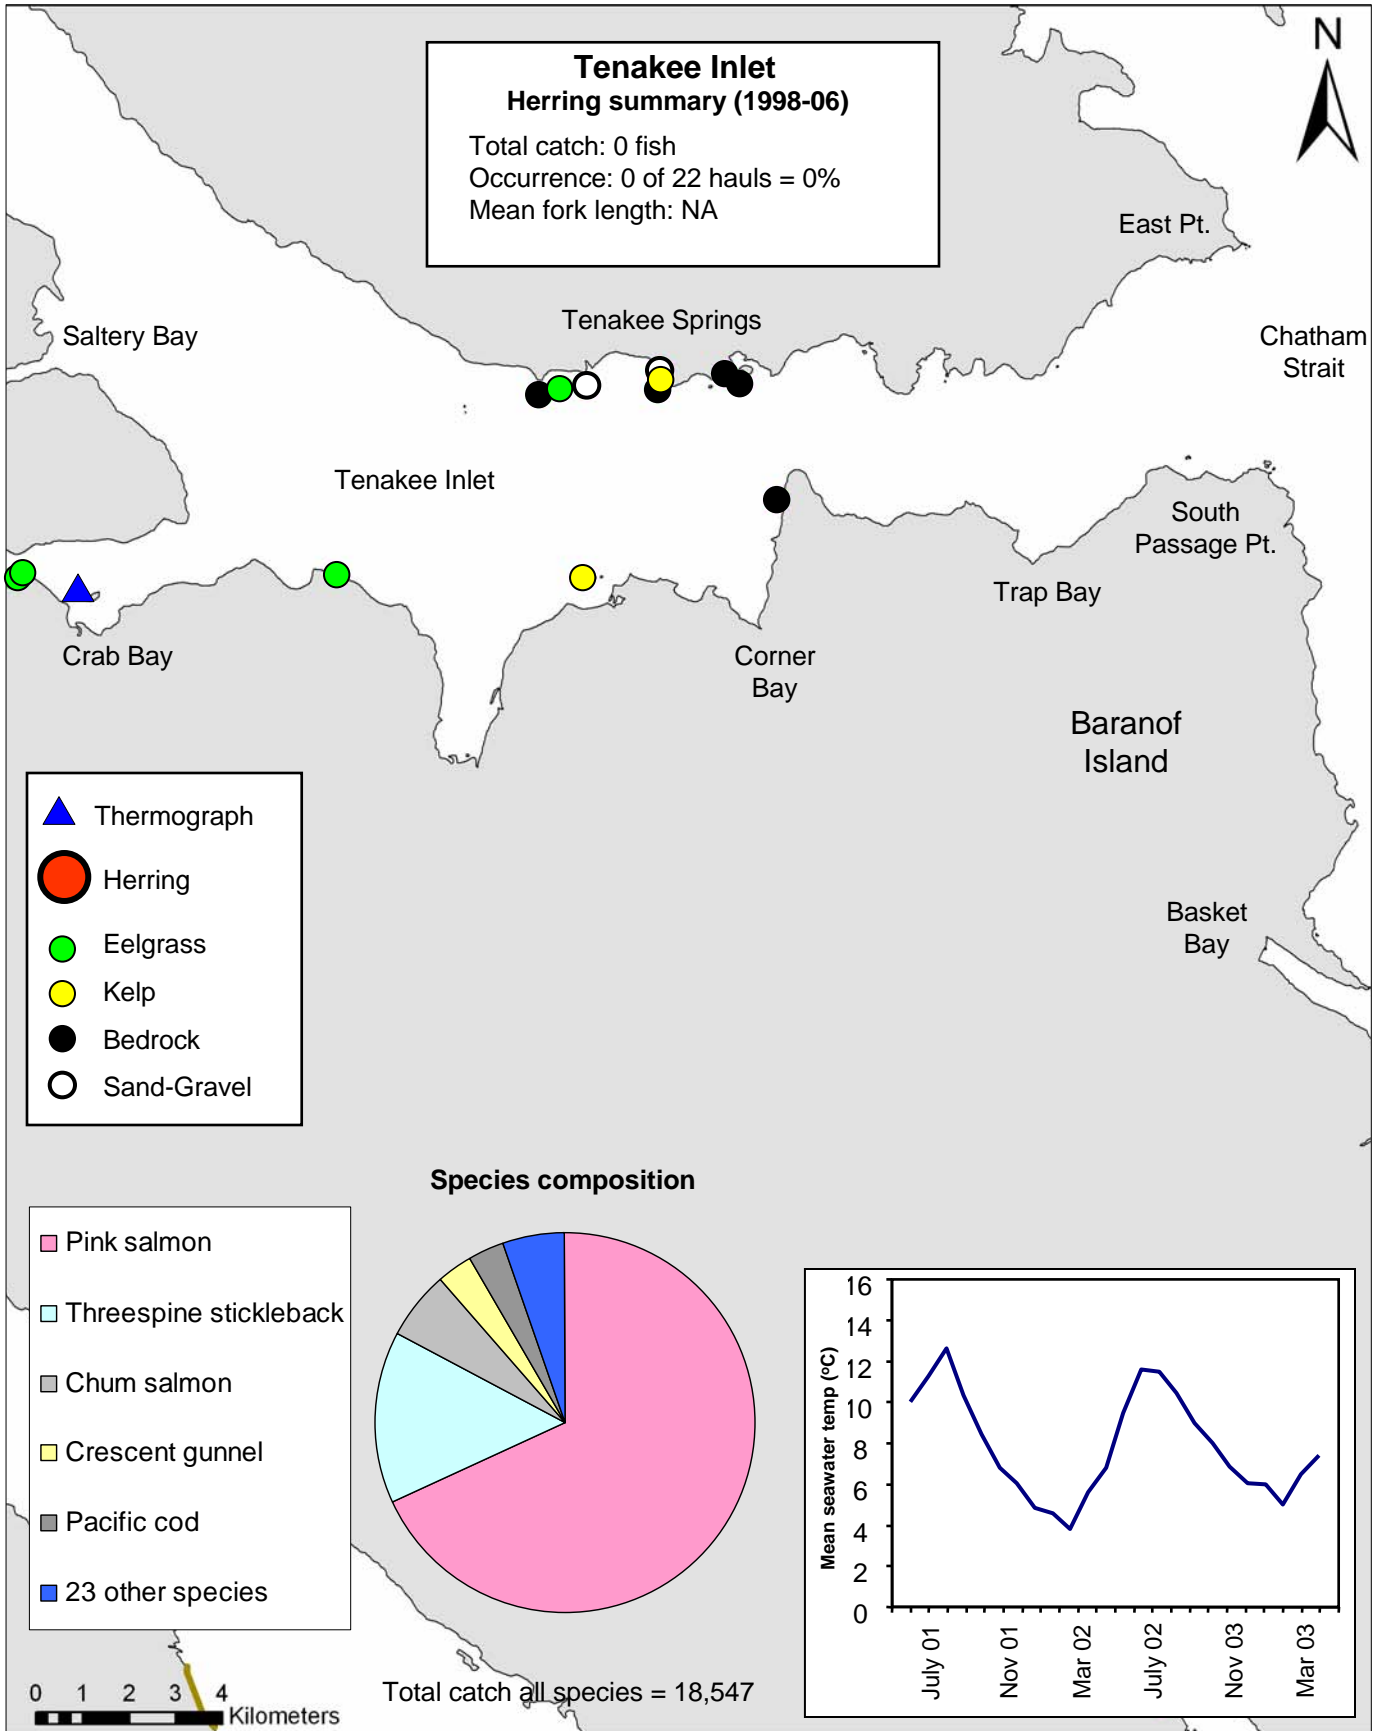 N
Tenakee Inlet
Herring summary (1998-06)
Total catch: 0 fish
Occurrence: 0 of 22 hauls = 0%
Mean fork length: NA
East Pt.
Tenakee Springs
Saltery Bay
Chatham
Strait
Tenakee Inlet
South
Passage Pt.
Trap Bay
Crab Bay
Corner
Bay
Baranof
Island
Basket
Bay
Thermograph
Herring
Eelgrass
Kelp
Bedrock
Sand-Gravel
Species composition
Pink salmon
Threespine stickleback
Chum salmon
Crescent gunnel
Pacific cod
23 other species
Total catch all species = 18,547
0 1 2 3 4
Kilometers
Mean seawater temp (ºC)
16
14
12
10
8
6
4
2
0
July 01
Nov 01
Mar 02
July 02
Nov 03
Mar 03